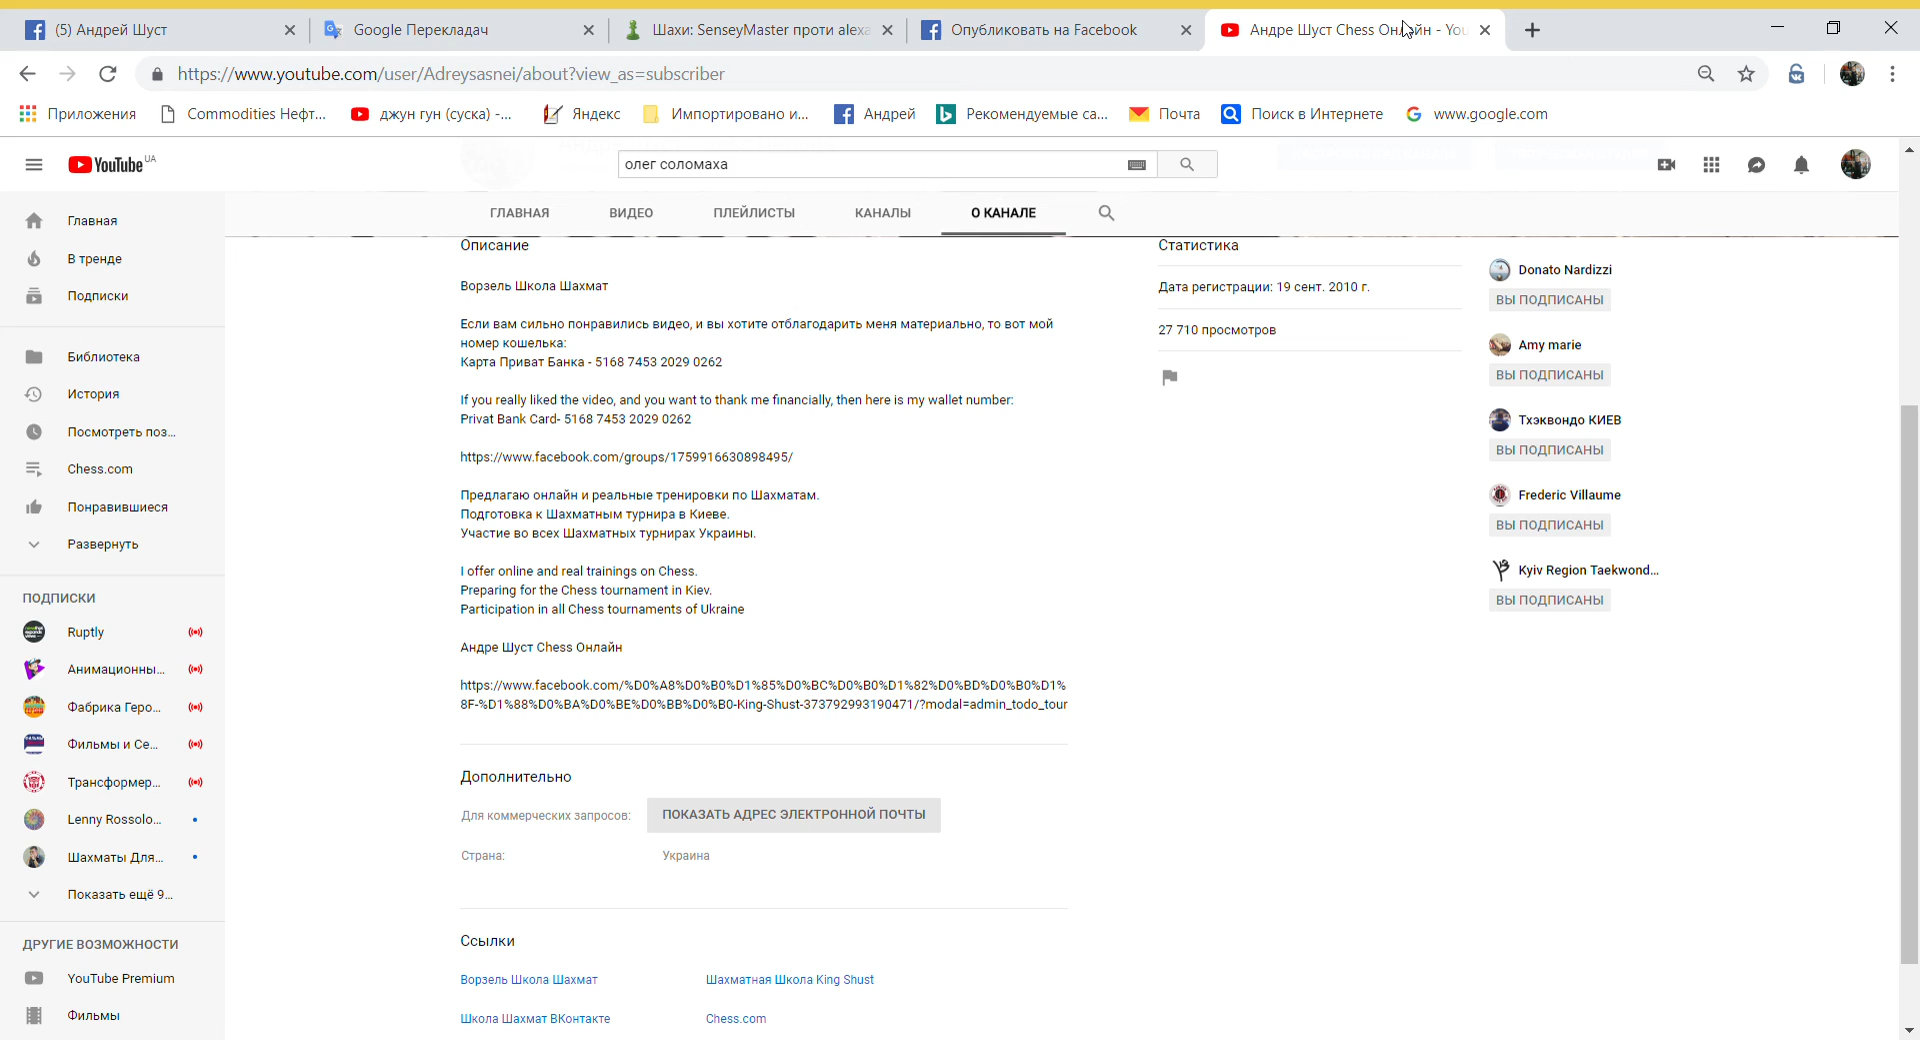 (5) Андрей Шуст
Google Перекладач
Шахи: SenseyMaster проти alexa
Опубликовать на Facebook
Андре Шуст Chess Онлайн - You
https://www.youtube.com/user/Adreysasnei/about?view_as=subscriber
Приложения
Commodities Нефт...
джун гун (суска) -...
Яндекс
Импортировано и...
Андрей
Рекомендуемые са...
Почта
Поиск в Интернете
www.google.com
YouTube UA
олег соломаха
ГЛАВНАЯ
ВИДЕО
ПЛЕЙЛИСТЫ
КАНАЛЫ
О КАНАЛЕ
Главная
В тренде
Подписки
Библиотека
История
Посмотреть поз...
Chess.com
Понравившиеся
Развернуть
ПОДПИСКИ
Ruptly
Анимационны...
Фабрика Геро...
Фильмы и Се...
Трансформер...
Lenny Rossolo...
Шахматы Для...
Показать ещё 9...
ДРУГИЕ ВОЗМОЖНОСТИ
YouTube Premium
Фильмы
Описание
Ворзель Школа Шахмат
Если вам сильно понравились видео, и вы хотите отблагодарить меня материально, то вот мой
номер кошелька:
Карта Приват Банка - 5168 7453 2029 0262
If you really liked the video, and you want to thank me financially, then here is my wallet number:
Privat Bank Card- 5168 7453 2029 0262
https://www.facebook.com/groups/1759916630898495/
Предлагаю онлайн и реальные тренировки по Шахматам.
Подготовка к Шахматным турнира в Киеве.
Участие во всех Шахматных турнирах Украины.
I offer online and real trainings on Chess.
Preparing for the Chess tournament in Kiev.
Participation in all Chess tournaments of Ukraine
Андре Шуст Chess Онлайн
https://www.facebook.com/%D0%A8%D0%B0%D1%85%D0%BC%D0%B0%D1%82%D0%BD%D0%B0%D1%
8F-%D1%88%D0%BA%D0%BE%D0%BB%D0%B0-King-Shust-373792993190471/?modal=admin_todo_tour
Дополнительно
Для коммерческих запросов:
ПОКАЗАТЬ АДРЕС ЭЛЕКТРОННОЙ ПОЧТЫ
Страна:
Украина
Ссылки
Ворзель Школа Шахмат
Шахматная Школа King Shust
Школа Шахмат ВКонтакте
Chess.com
Статистика
Дата регистрации: 19 сент. 2010 г.
27 710 просмотров
Donato Nardizzi
ВЫ ПОДПИСАНЫ
Amy marie
ВЫ ПОДПИСАНЫ
Тхэквондо КИЕВ
ВЫ ПОДПИСАНЫ
Frederic Villaume
ВЫ ПОДПИСАНЫ
Kyiv Region Taekwond...
ВЫ ПОДПИСАНЫ